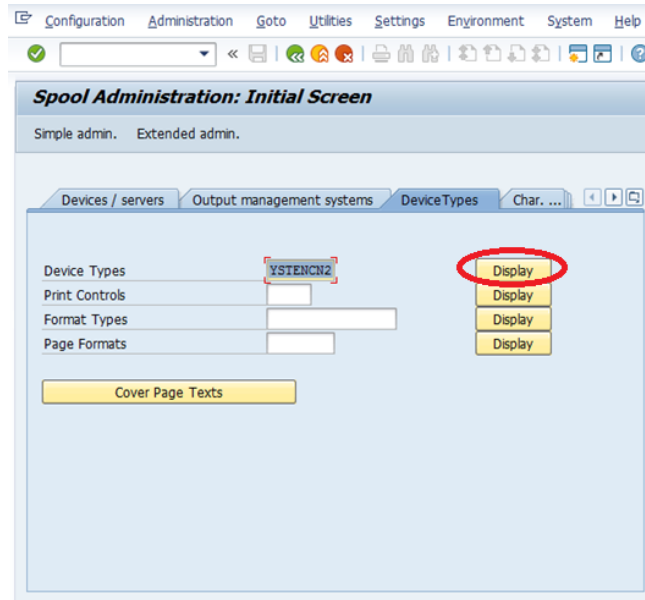 Configuration Administration Goto Utilities Settings Environment System Help
Spool Administration: Initial Screen
Simple admin. Extended admin.
Devices / servers Output management systems DeviceTypes Char. ...
Device Types YSTENCN2 Display
Print Controls Display
Format Types Display
Page Formats Display
Cover Page Texts